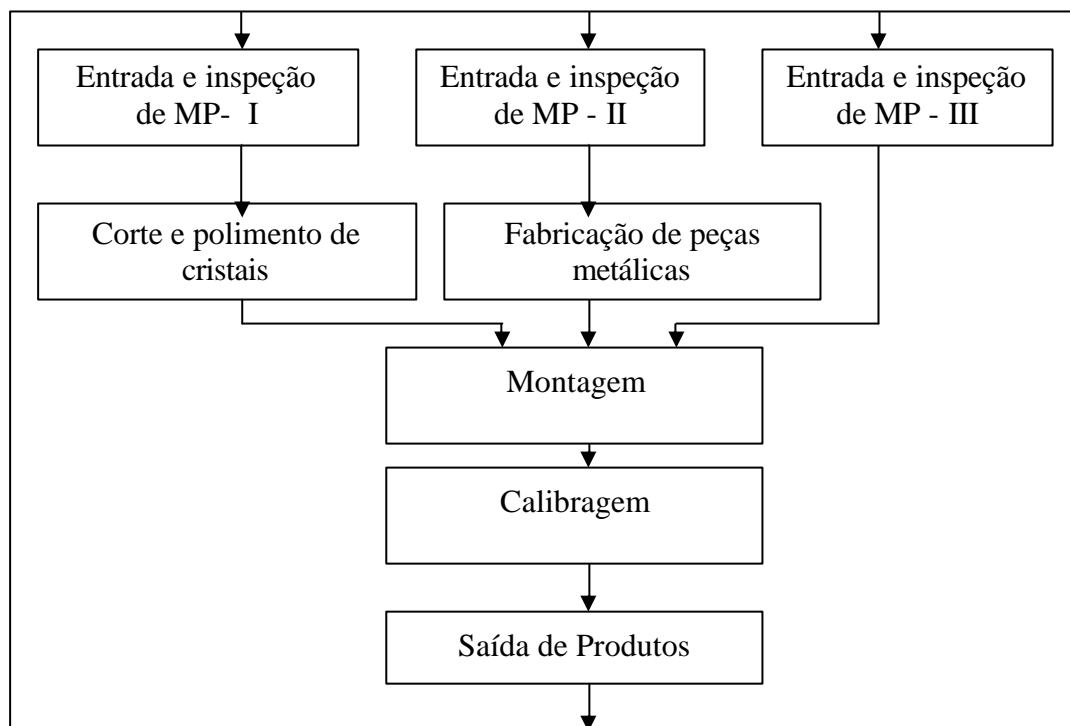 Entrada e inspeção
de MP- I
Entrada e inspeção
de MP - II
Entrada e inspeção
de MP - III
Corte e polimento de
cristais
Fabricação de peças
metálicas
Montagem
Calibragem
Saída de Produtos